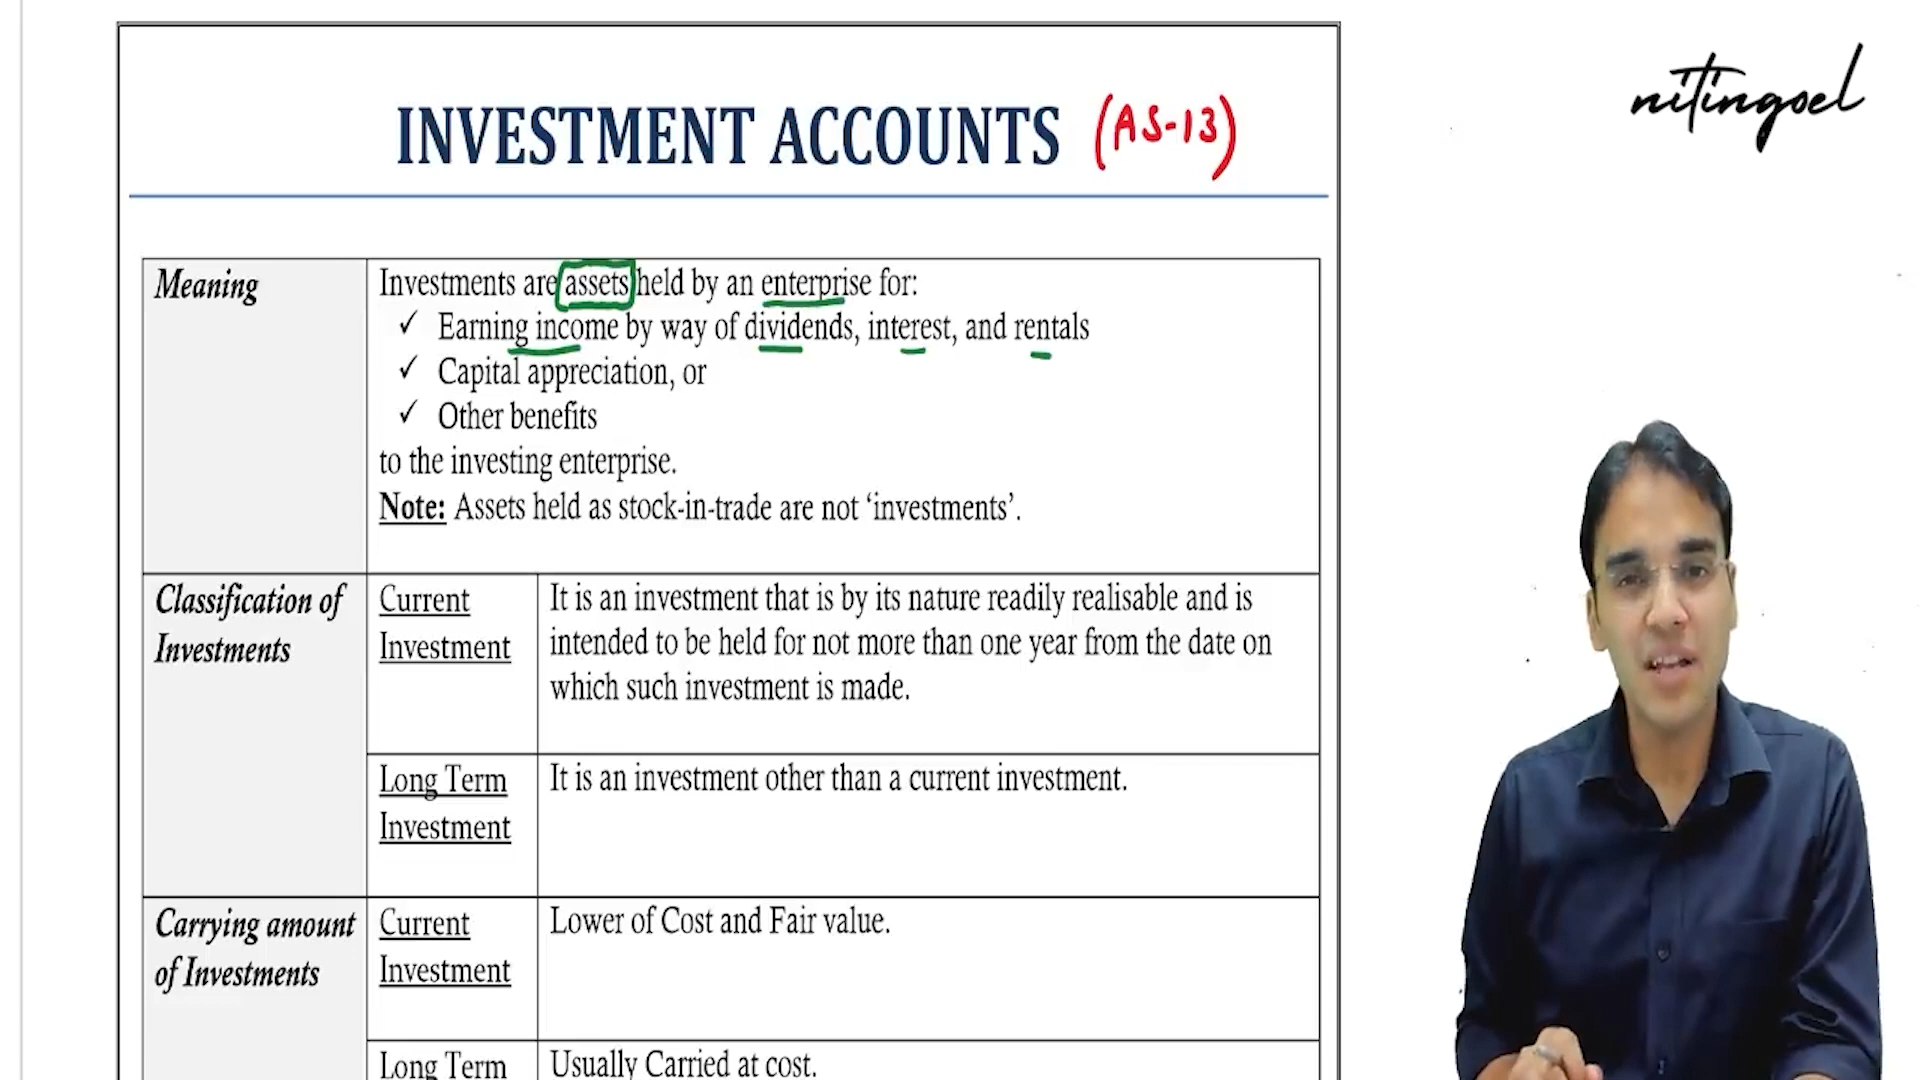 nitingoel
INVESTMENT ACCOUNTS (AS-13)
Meaning
Investments are assets held by an enterprise for:
✓ Earning income by way of dividends, interest, and rentals
✓ Capital appreciation, or
✓ Other benefits
to the investing enterprise.
Note: Assets held as stock-in-trade are not ‘investments’.
Classification of
Investments
Current
Investment
It is an investment that is by its nature readily realisable and is
intended to be held for not more than one year from the date on
which such investment is made.
Long Term
Investment
It is an investment other than a current investment.
Carrying amount
of Investments
Current
Investment
Lower of Cost and Fair value.
Long Term
Usually Carried at cost.